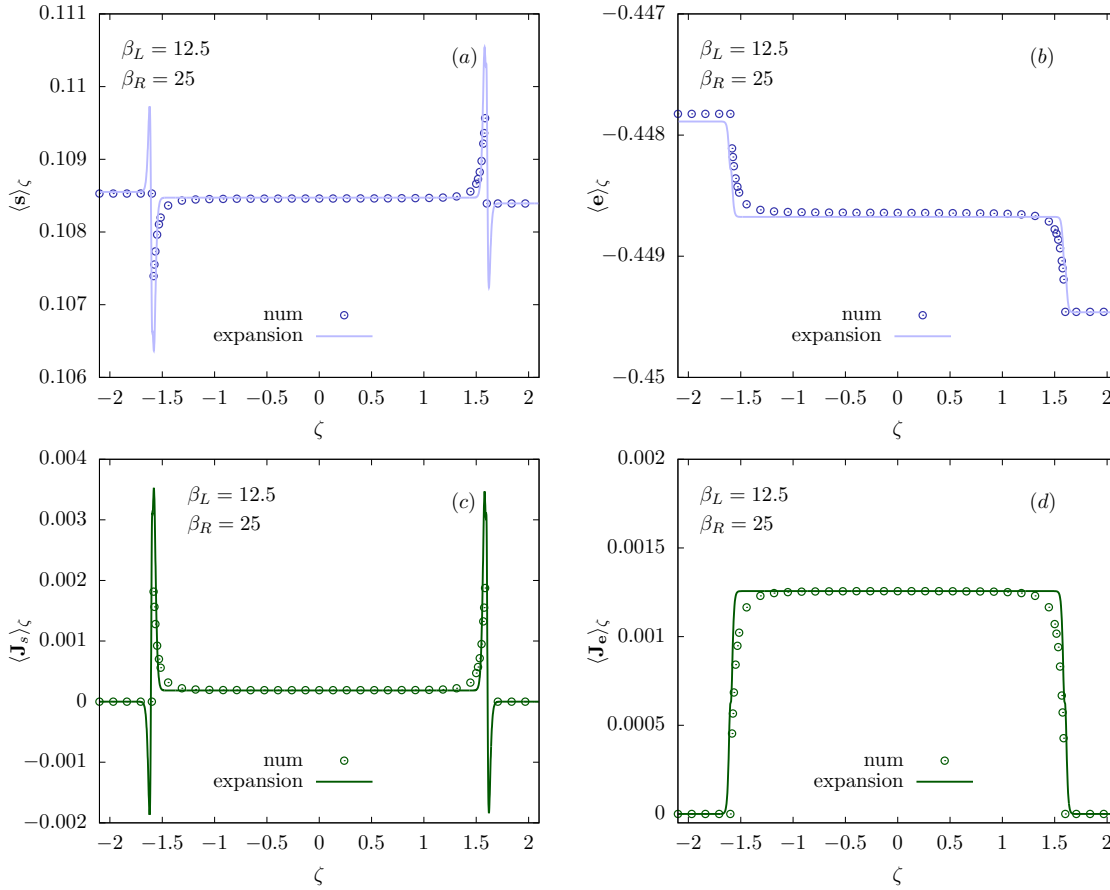 0.111
0.11
0.109
0.108
0.107
0.106
−2 −1.5 −1 −0.5 0 0.5 1 1.5 2
⟨s⟩ζ
ζ
β_L = 12.5
β_R = 25
(a)
num
expansion
−0.447
−0.448
−0.449
−0.45
−2 −1.5 −1 −0.5 0 0.5 1 1.5 2
⟨e⟩ζ
ζ
β_L = 12.5
β_R = 25
(b)
num
expansion
0.004
0.003
0.002
0.001
0
−0.001
−0.002
−2 −1.5 −1 −0.5 0 0.5 1 1.5 2
⟨J_s⟩ζ
ζ
β_L = 12.5
β_R = 25
(c)
num
expansion
0.002
0.0015
0.001
0.0005
0
−2 −1.5 −1 −0.5 0 0.5 1 1.5 2
⟨J_e⟩ζ
ζ
β_L = 12.5
β_R = 25
(d)
num
expansion